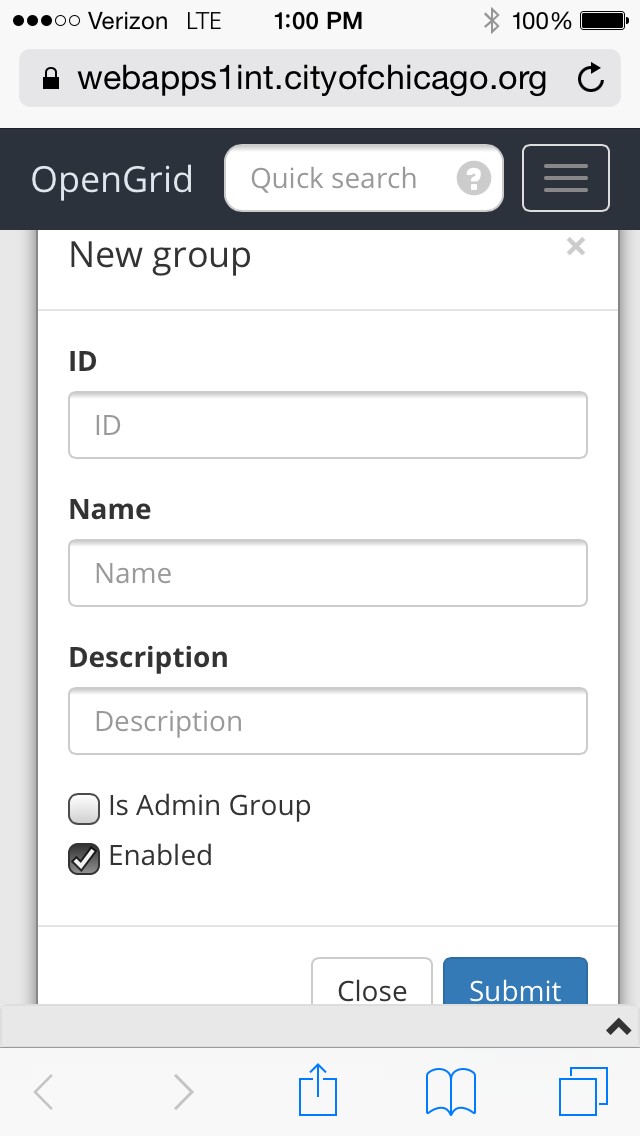 Verizon LTE 1:00 PM 100%
webapps1int.cityofchicago.org
OpenGrid Quick search ?
New group ×
ID
ID
Name
Name
Description
Description
Is Admin Group
Enabled
Close Submit